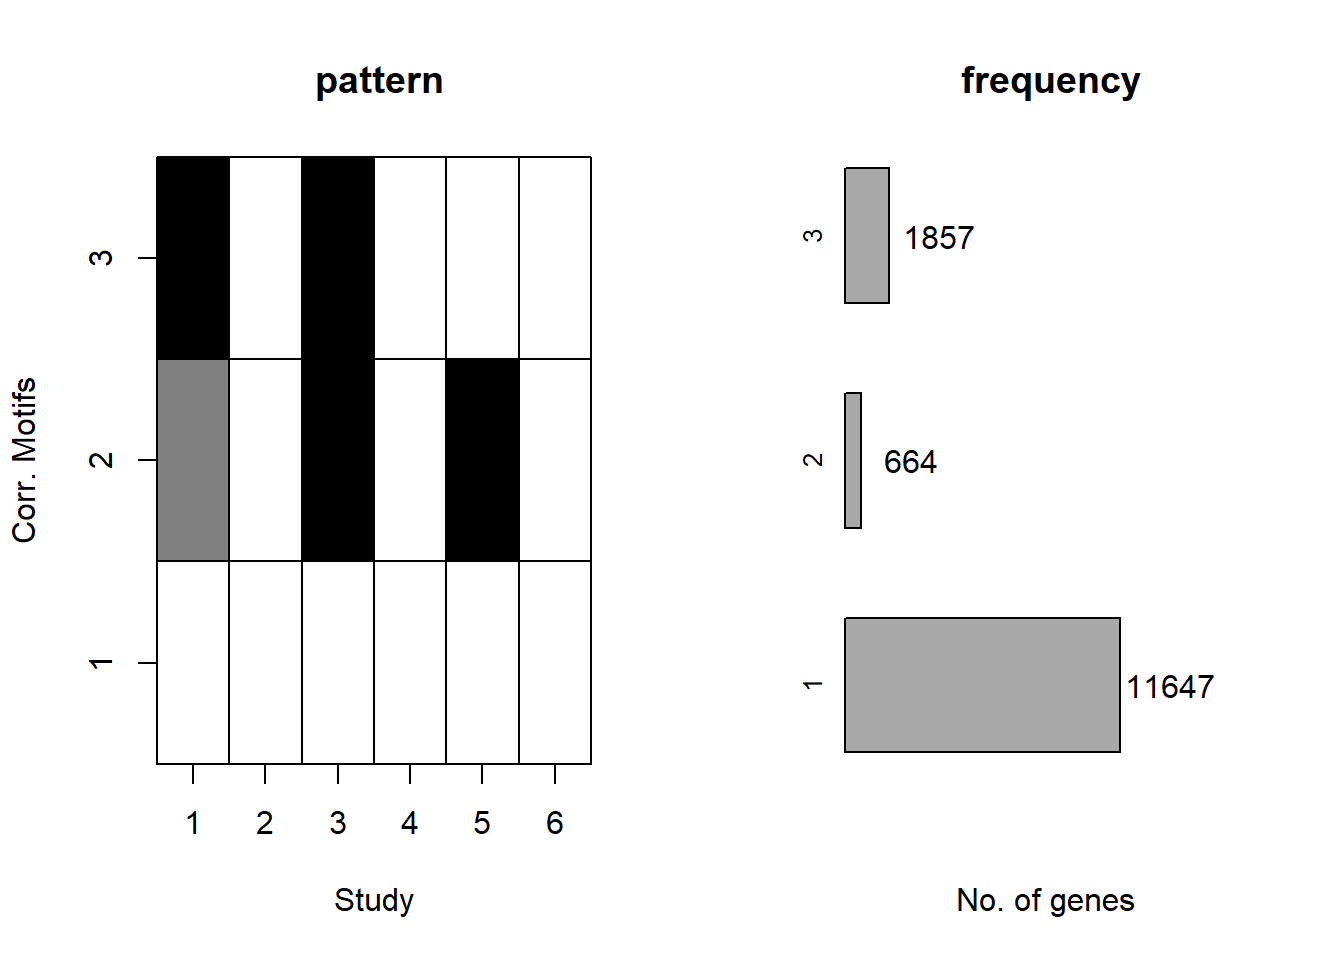 pattern
Corr. Motifs
3
2
1
1 2 3 4 5 6
Study
frequency
3 1857
2 664
1 11647
No. of genes